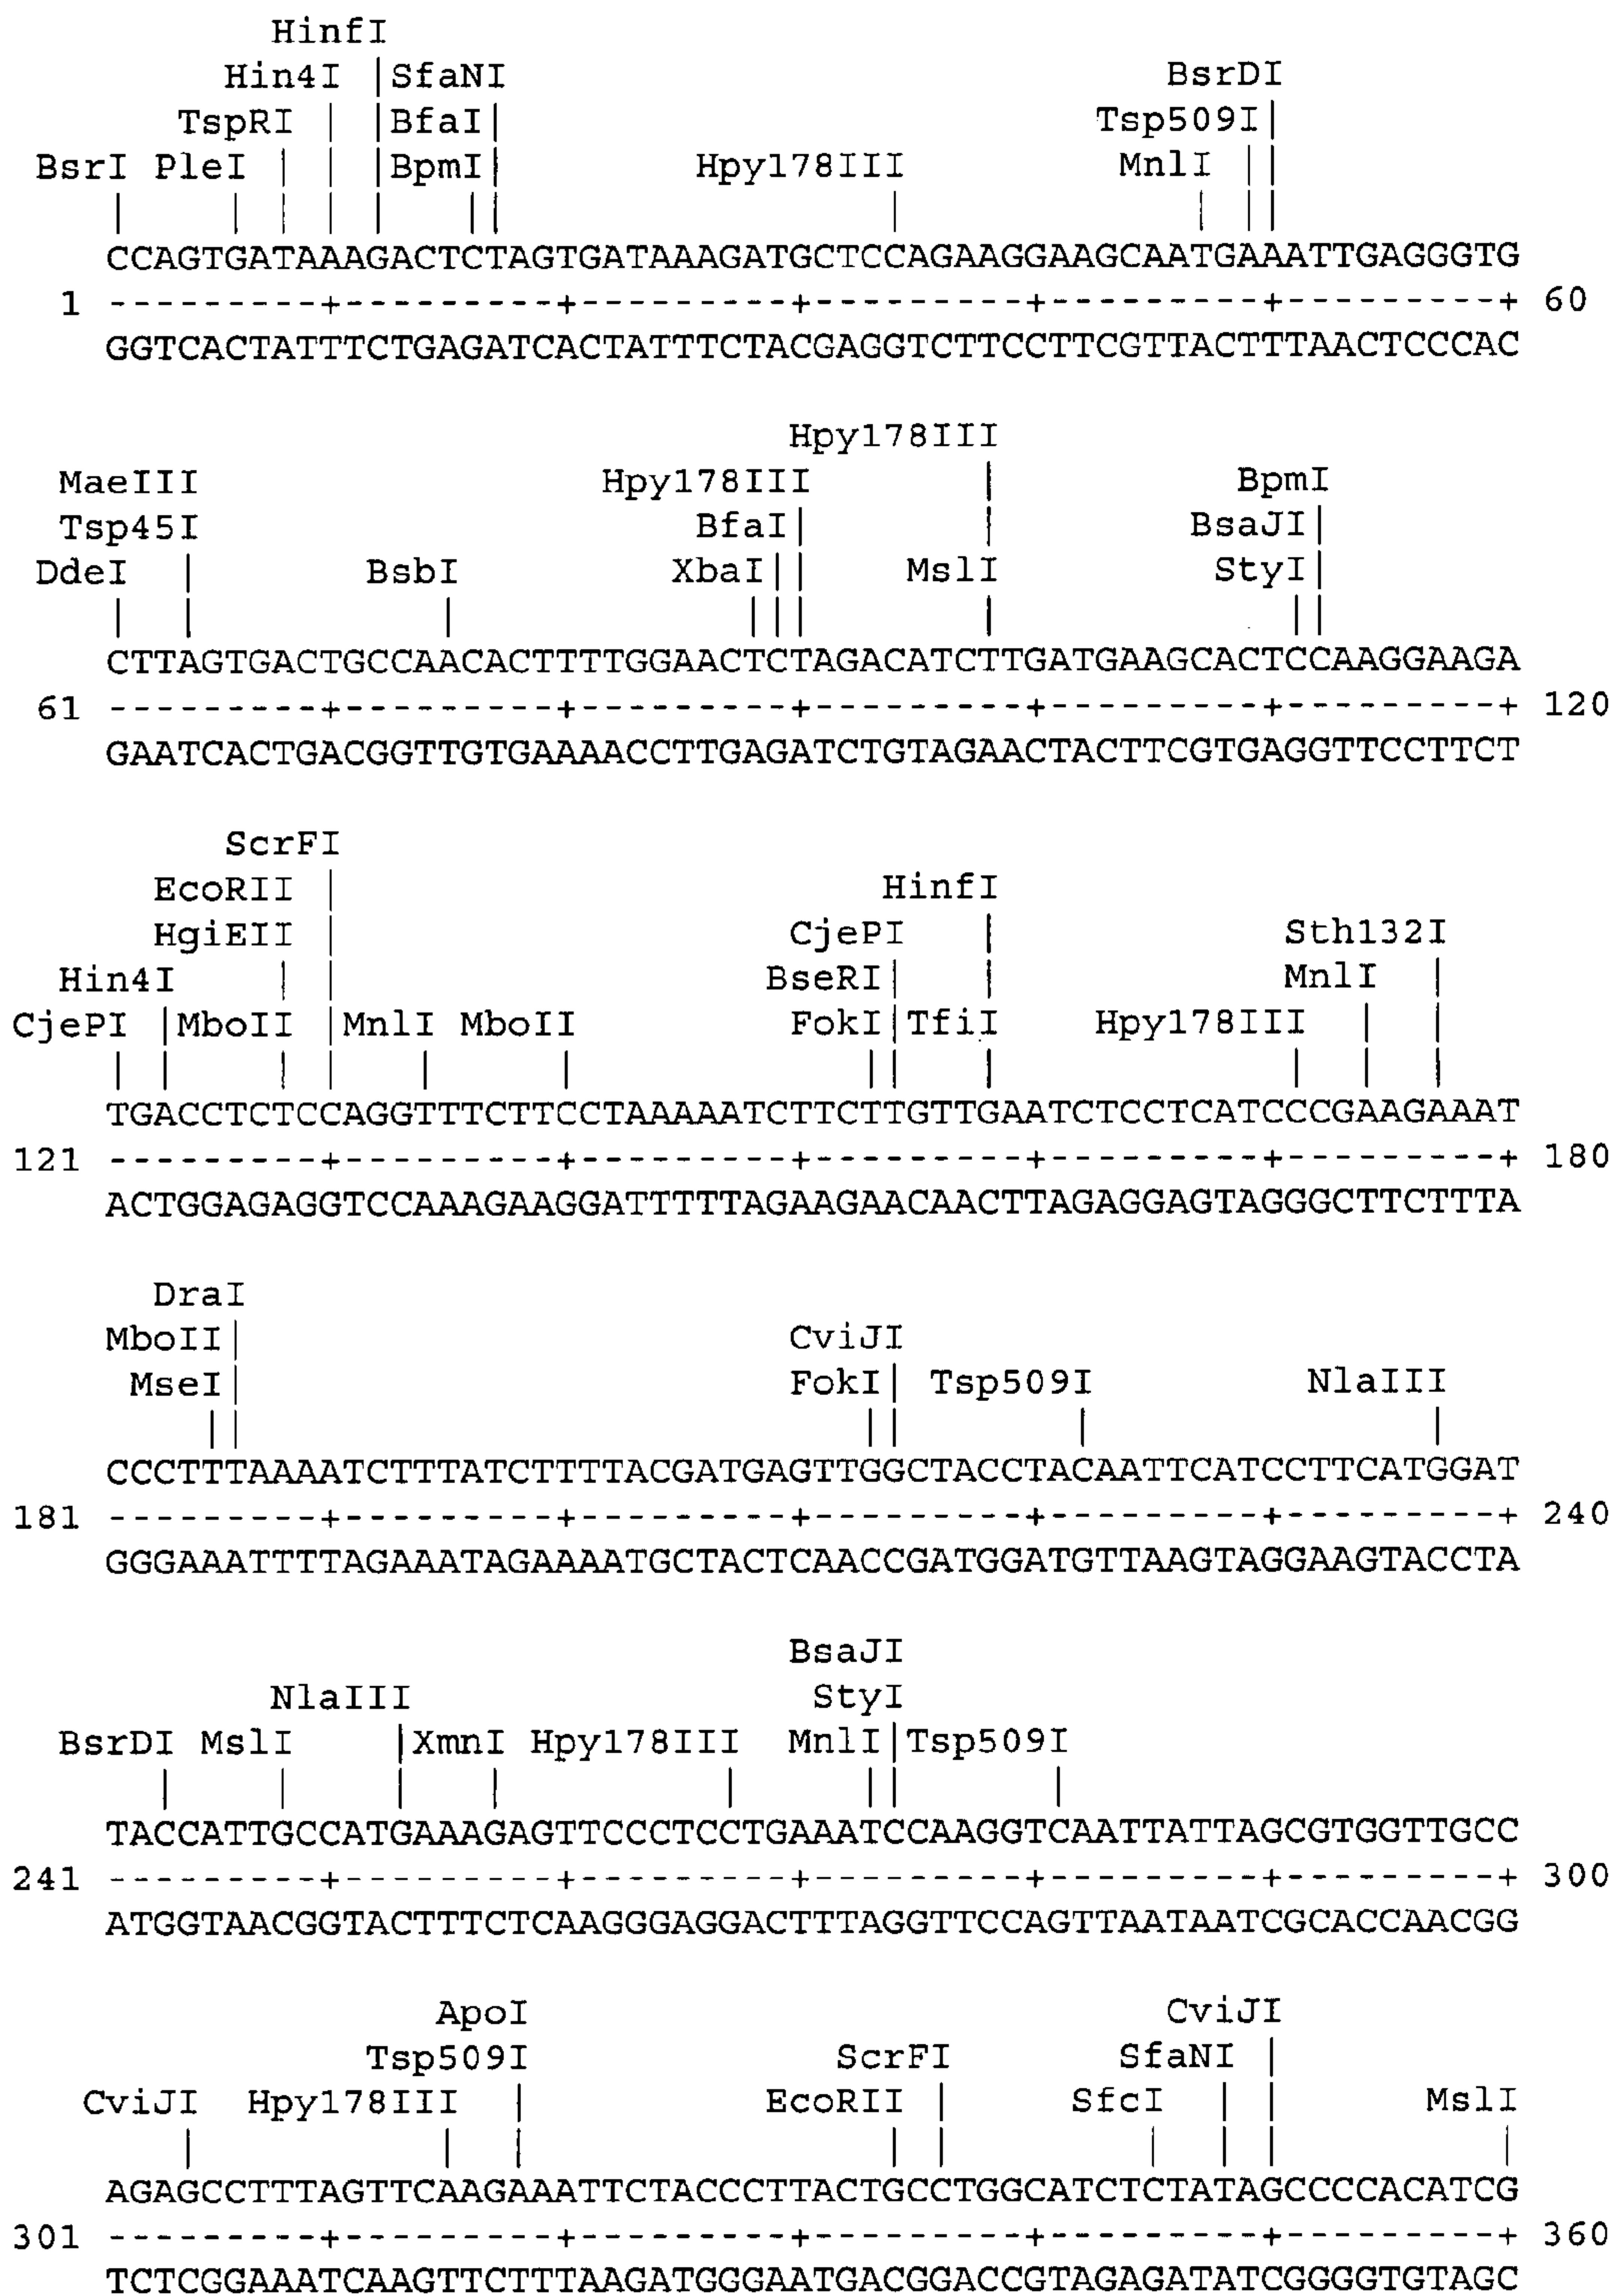 HinfI
Hin4I SfaNI BsrDI
TspRI BfaI Tsp509I
BsrI PleI BpmI Hpy178III MnlI
CCAGTGATAAAGACTCTAGTGATAAAGATGCTCCAGAAGGAAGCAATGAAATTGAGGGTG
1 ---------+---------+---------+---------+---------+---------+ 60
GGTCACTATTTCTGAGATCACTATTTCTACGAGGTCTTCCTTCGTTACTTTAACTCCCAC
Hpy178III
MaeIII Hpy178III BpmI
Tsp45I BfaI BsaJI
DdeI BsbI XbaI MslI StyI
CTTAGTGACTGCCAACACTTTTGGAACTCTAGACATCTTGATGAAGCACTCCAAGGAAGA
61 ---------+---------+---------+---------+---------+---------+ 120
GAATCACTGACGGTTGTGAAAACCTTGAGATCTGTAGAACTACTTCGTGAGGTTCCTTCT
ScrFI
EcoRII HinfI
HgiEII CjePI Sth132I
Hin4I BseRI MnlI
CjePI MboII MnlI MboII FokI TfiI Hpy178III
TGACCTCTCCAGGTTTCTTCCTAAAAATCTTCTTGTTGAATCTCCTCATCCCGAAGAAAT
121 ---------+---------+---------+---------+---------+---------+ 180
ACTGGAGAGGTCCAAAGAAGGATTTTTAGAAGAACAACTTAGAGGAGTAGGGCTTCTTTA
DraI
MboII CviJI
MseI FokI Tsp509I NlaIII
CCCTTTAAAATCTTTATCTTTTACGATGAGTTGGCTACCTACAATTCATCCTTCATGGAT
181 ---------+---------+---------+---------+---------+---------+ 240
GGGAAATTTTAGAAATAGAAAATGCTACTCAACCGATGGATGTTAAGTAGGAAGTACCTA
BsaJI
NlaIII StyI
BsrDI MslI XmnI Hpy178III MnlI Tsp509I
TACCATTGCCATGAAAGAGTTCCCTCCTGAAATCCAAGGTCAATTATTAGCGTGGTTGCC
241 ---------+---------+---------+---------+---------+---------+ 300
ATGGTAACGGTACTTTCTCAAGGGAGGACTTTAGGTTCCAGTTAATAATCGCACCAACGG
ApoI CviJI
Tsp509I ScrFI SfaNI
CviJI Hpy178III EcoRII SfcI MslI
AGAGCCTTTAGTTCAAGAAATTCTACCCTTACTGCCTGGCATCTCTATAGCCCCACATCG
301 ---------+---------+---------+---------+---------+---------+ 360
TCTCGGAAATCAAGTTCTTTAAGATGGGAATGACGGACCGTAGAGATATCGGGGTGTAGC